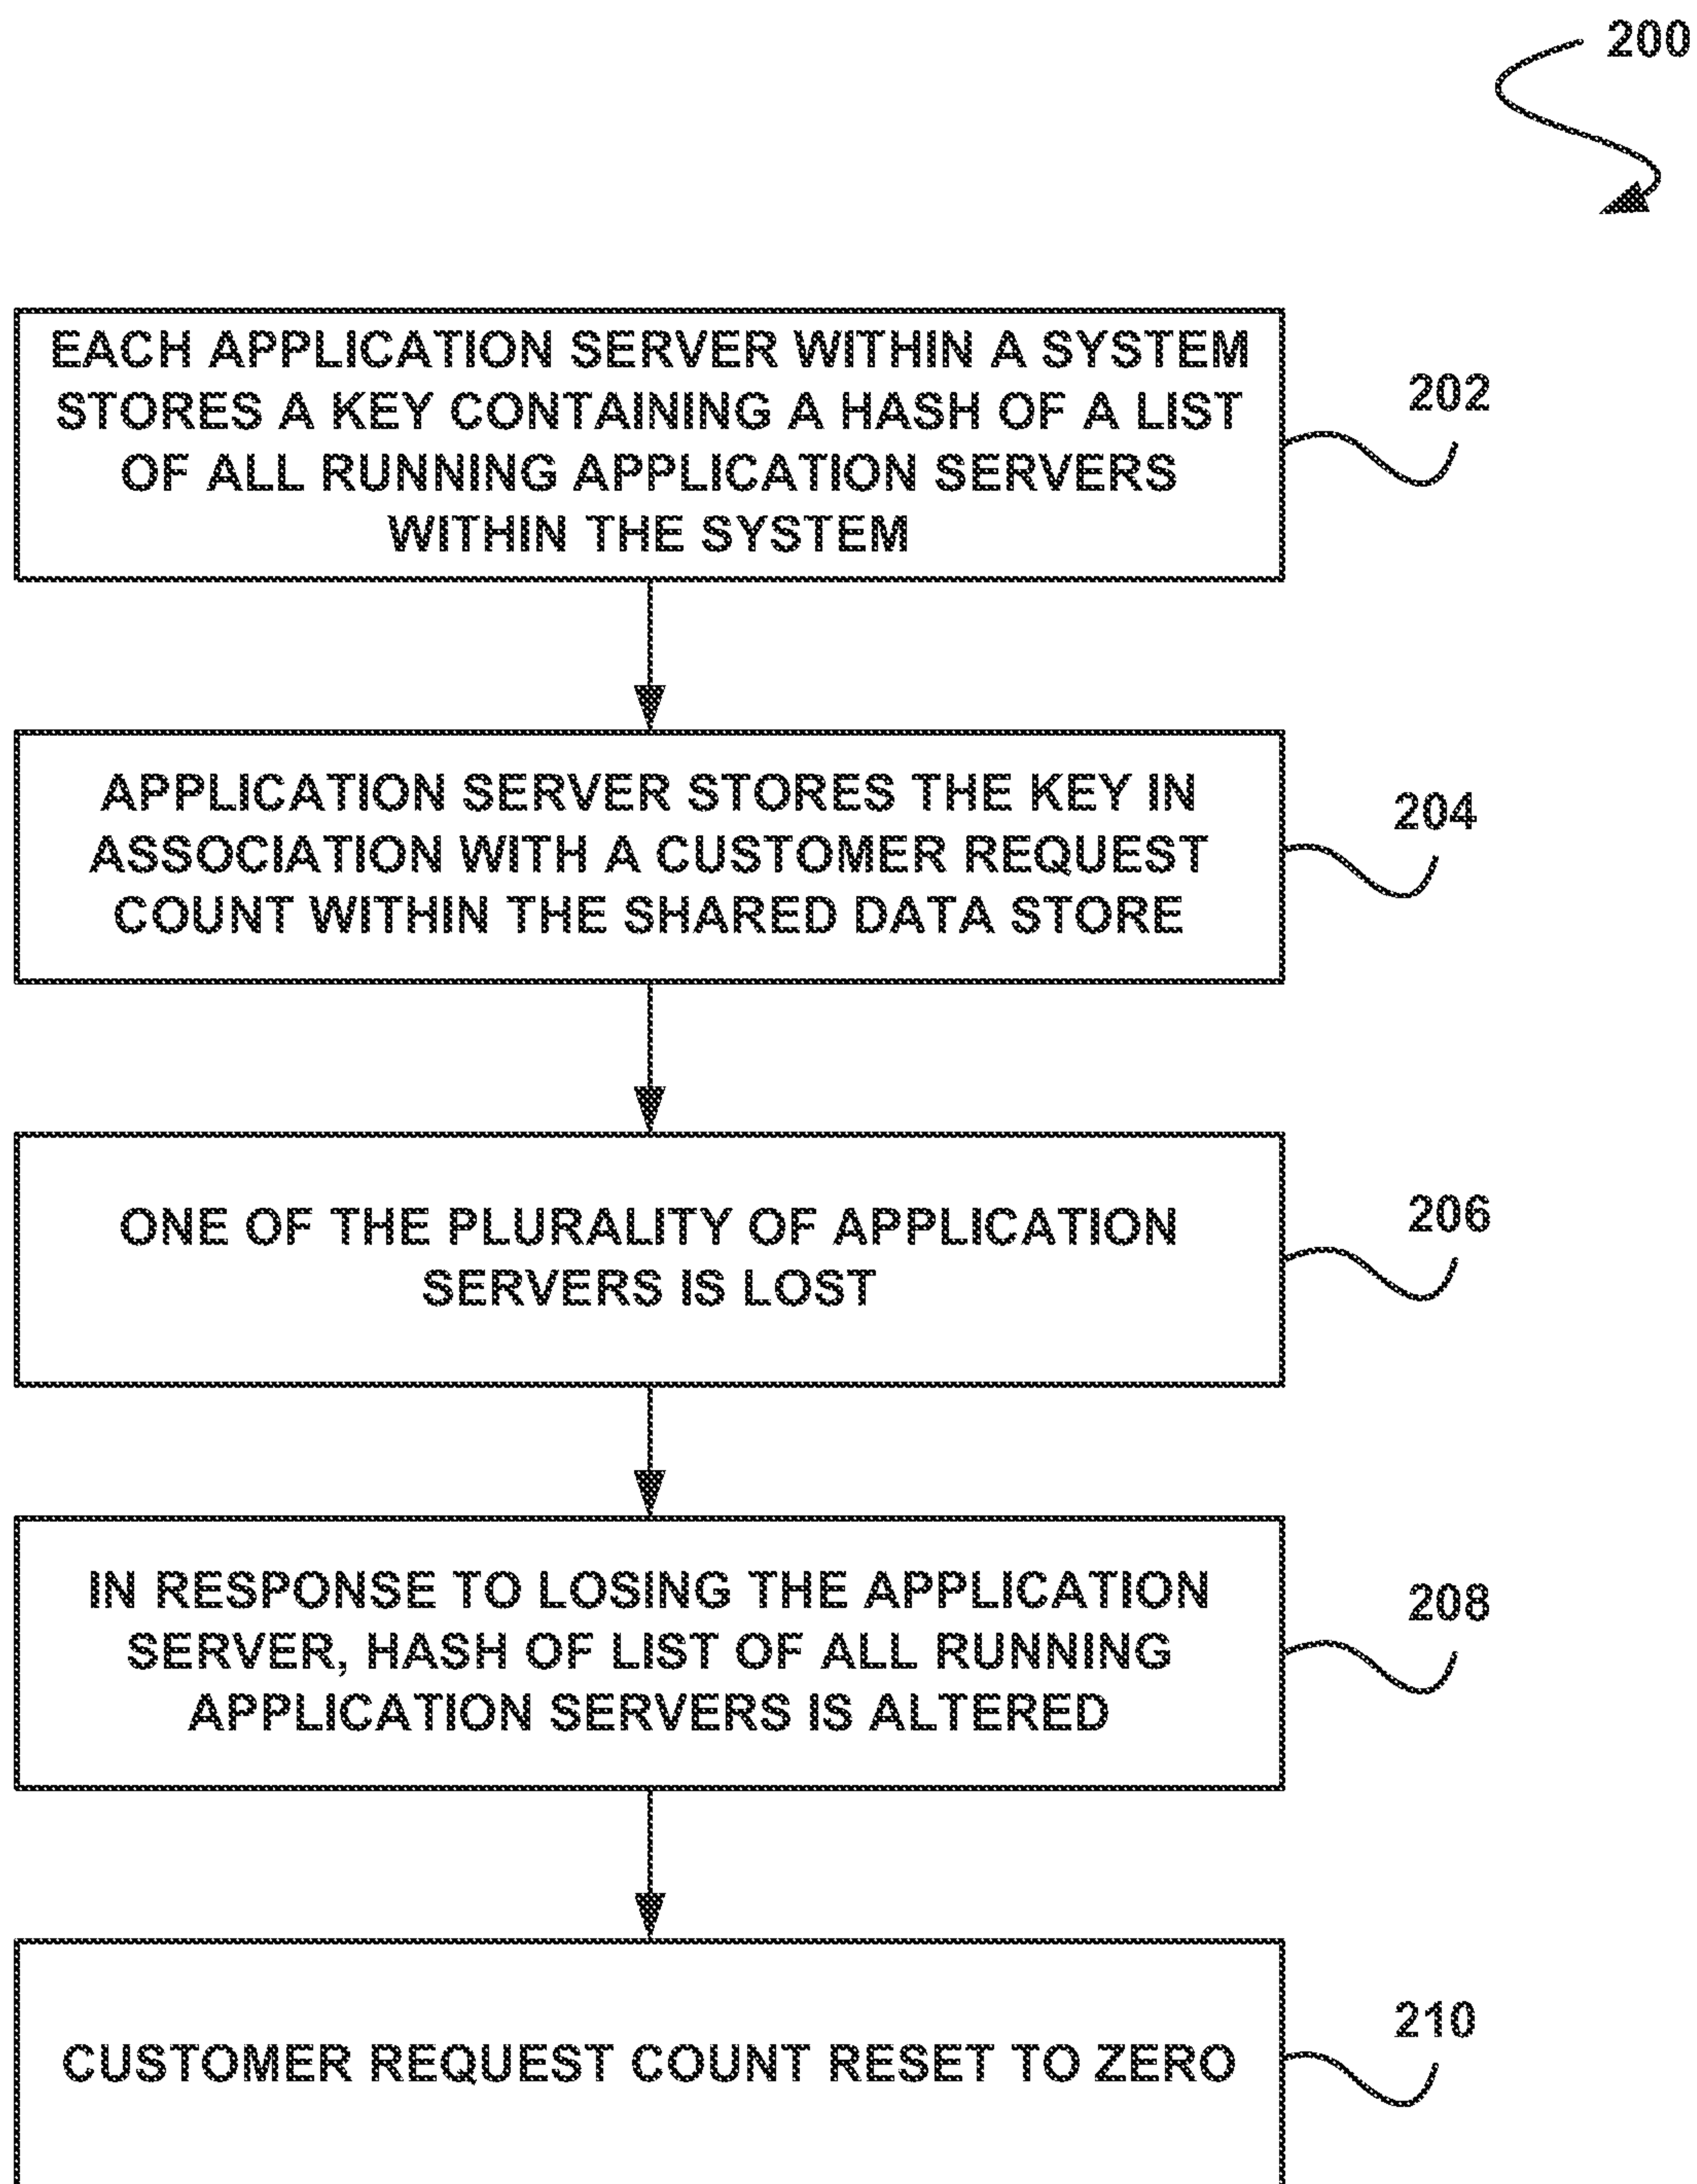 200
EACH APPLICATION SERVER WITHIN A SYSTEM
STORES A KEY CONTAINING A HASH OF A LIST
OF ALL RUNNING APPLICATION SERVERS
WITHIN THE SYSTEM
202
APPLICATION SERVER STORES THE KEY IN
ASSOCIATION WITH A CUSTOMER REQUEST
COUNT WITHIN THE SHARED DATA STORE
204
ONE OF THE PLURALITY OF APPLICATION
SERVERS IS LOST
206
IN RESPONSE TO LOSING THE APPLICATION
SERVER, HASH OF LIST OF ALL RUNNING
APPLICATION SERVERS IS ALTERED
208
CUSTOMER REQUEST COUNT RESET TO ZERO
210